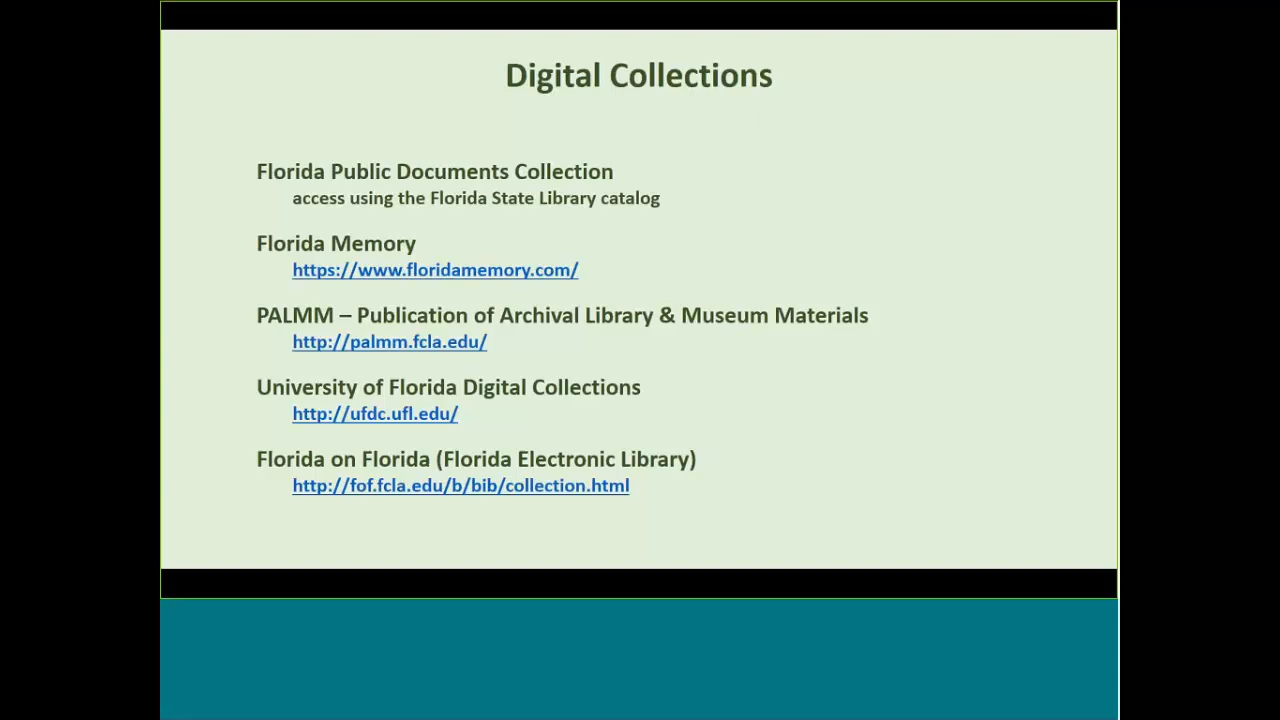 Digital Collections
Florida Public Documents Collection
access using the Florida State Library catalog
Florida Memory
https://www.floridamemory.com/
PALMM – Publication of Archival Library & Museum Materials
http://palmm.fcla.edu/
University of Florida Digital Collections
http://ufdc.ufl.edu/
Florida on Florida (Florida Electronic Library)
http://fof.fcla.edu/b/bib/collection.html